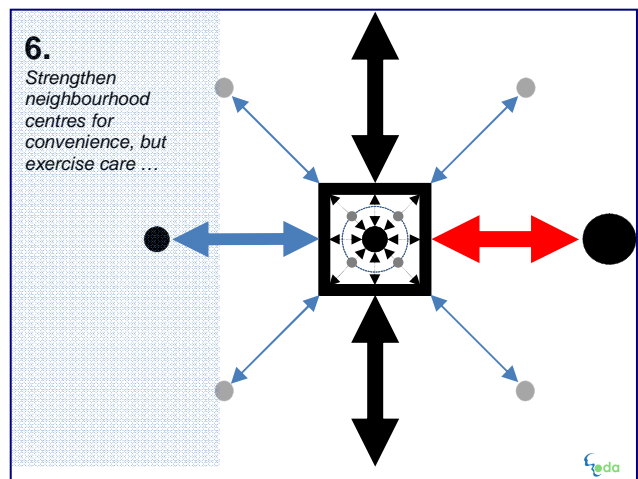 6.
Strengthen
neighbourhood
centres for
convenience, but
exercise care …
oda